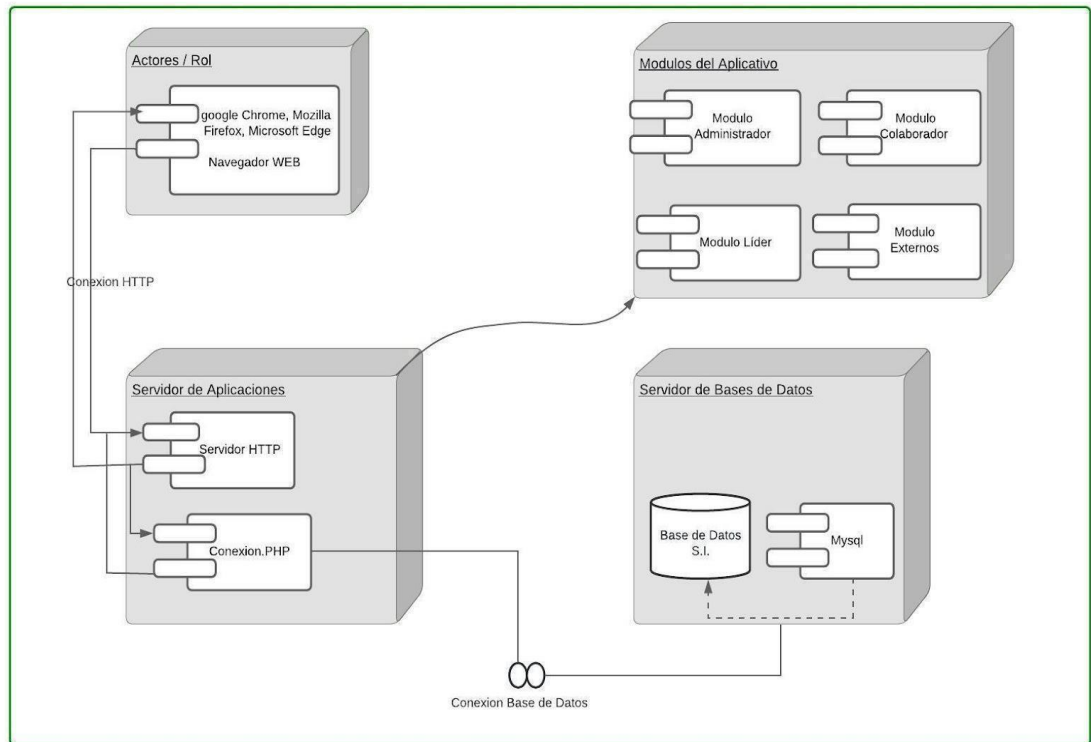 Actores / Rol
google Chrome, Mozilla
Firefox, Microsoft Edge
Navegador WEB
Modulos del Aplicativo
Modulo
Administrador
Modulo
Colaborador
Modulo Líder
Modulo
Externos
Conexion HTTP
Servidor de Aplicaciones
Servidor HTTP
Conexion.PHP
Servidor de Bases de Datos
Base de Datos
S.I.
Mysql
Conexion Base de Datos